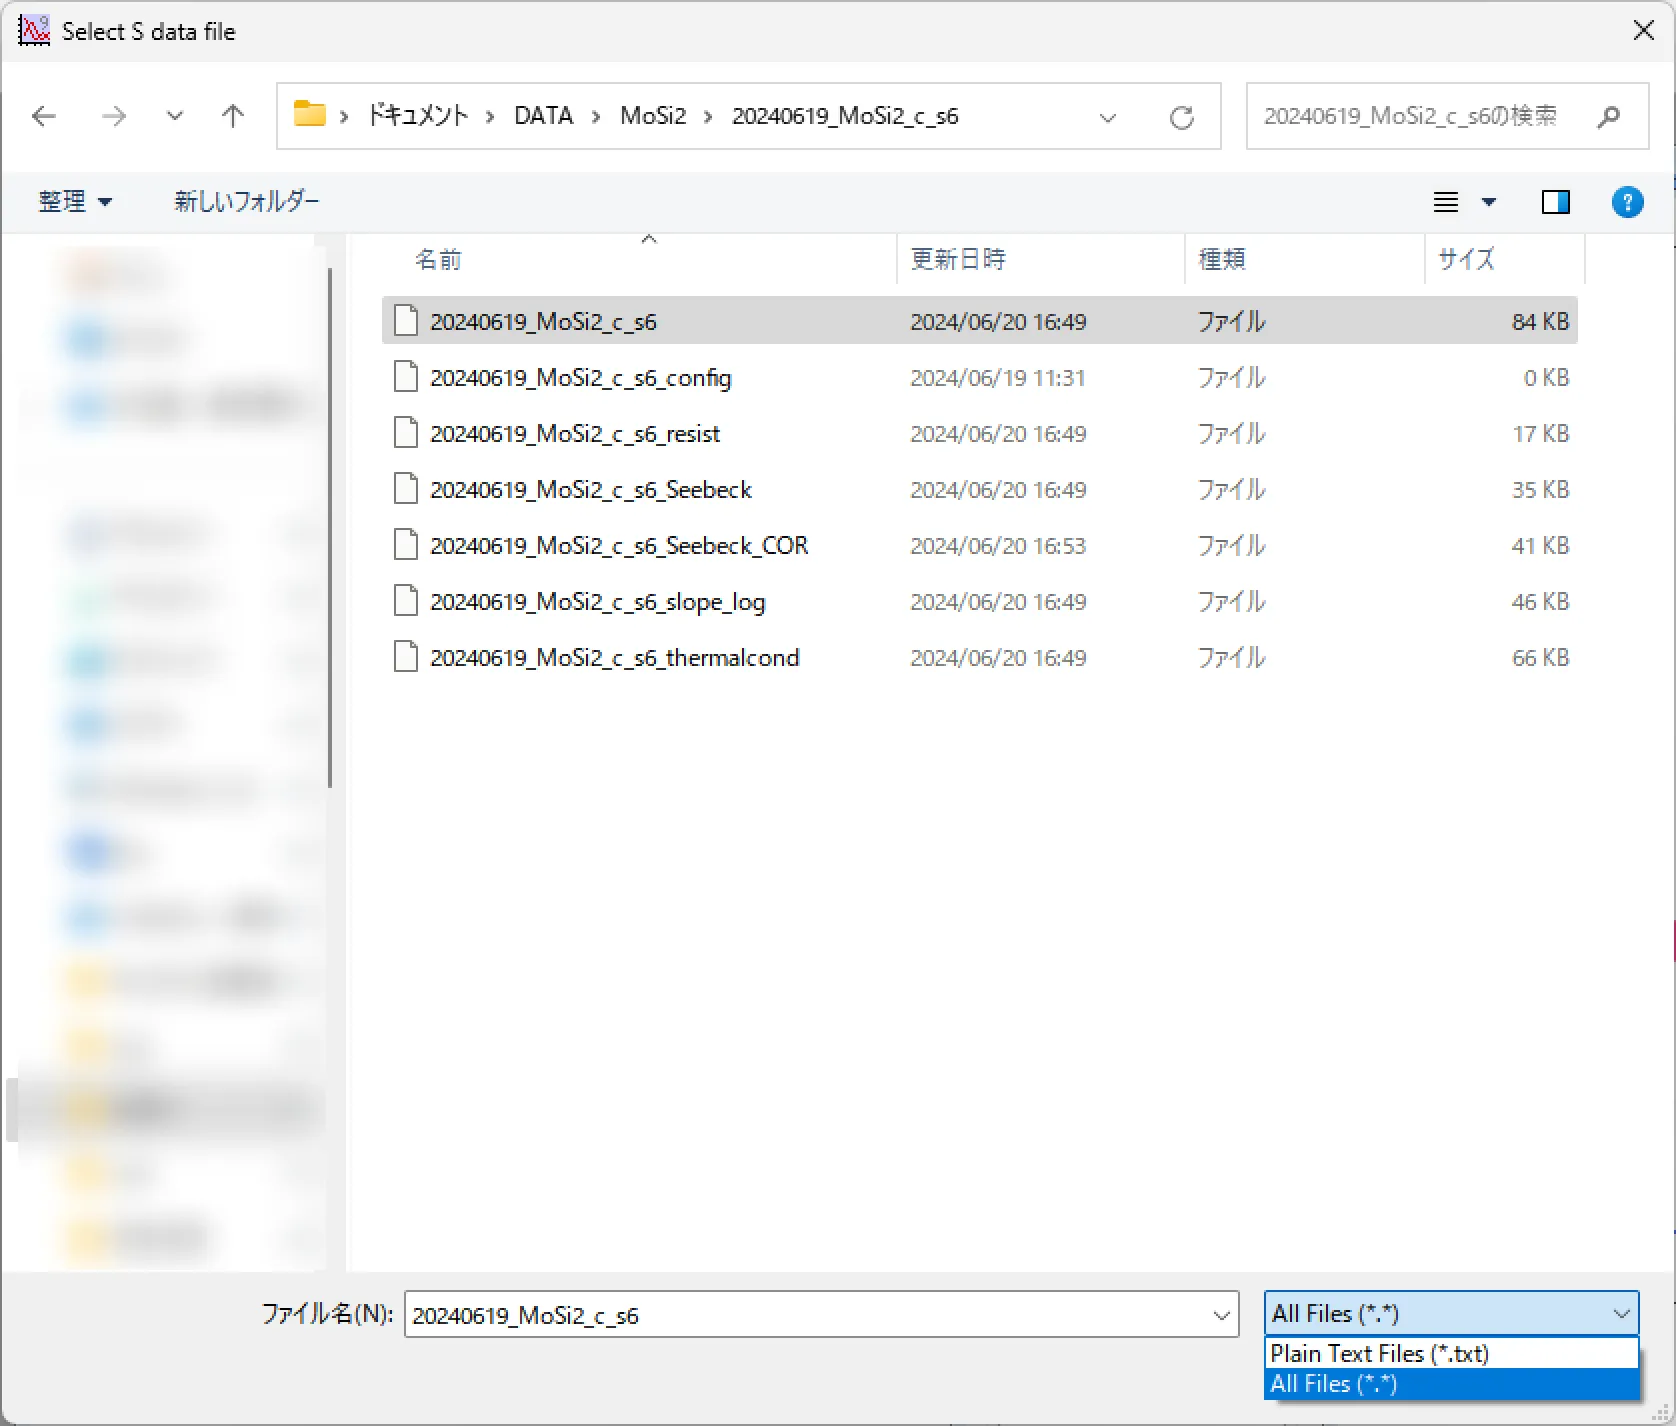 Select S data file
ドキュメント > DATA > MoSi2 > 20240619_MoSi2_c_s6
20240619_MoSi2_c_s6の検索
整理
新しいフォルダー
?
名前 更新日時 種類 サイズ
20240619_MoSi2_c_s6 2024/06/20 16:49 ファイル 84 KB
20240619_MoSi2_c_s6_config 2024/06/19 11:31 ファイル 0 KB
20240619_MoSi2_c_s6_resist 2024/06/20 16:49 ファイル 17 KB
20240619_MoSi2_c_s6_Seebeck 2024/06/20 16:49 ファイル 35 KB
20240619_MoSi2_c_s6_Seebeck_COR 2024/06/20 16:53 ファイル 41 KB
20240619_MoSi2_c_s6_slope_log 2024/06/20 16:49 ファイル 46 KB
20240619_MoSi2_c_s6_thermalcond 2024/06/20 16:49 ファイル 66 KB
ファイル名(N): 20240619_MoSi2_c_s6
All Files (*.*)
Plain Text Files (*.txt)
All Files (*.*)